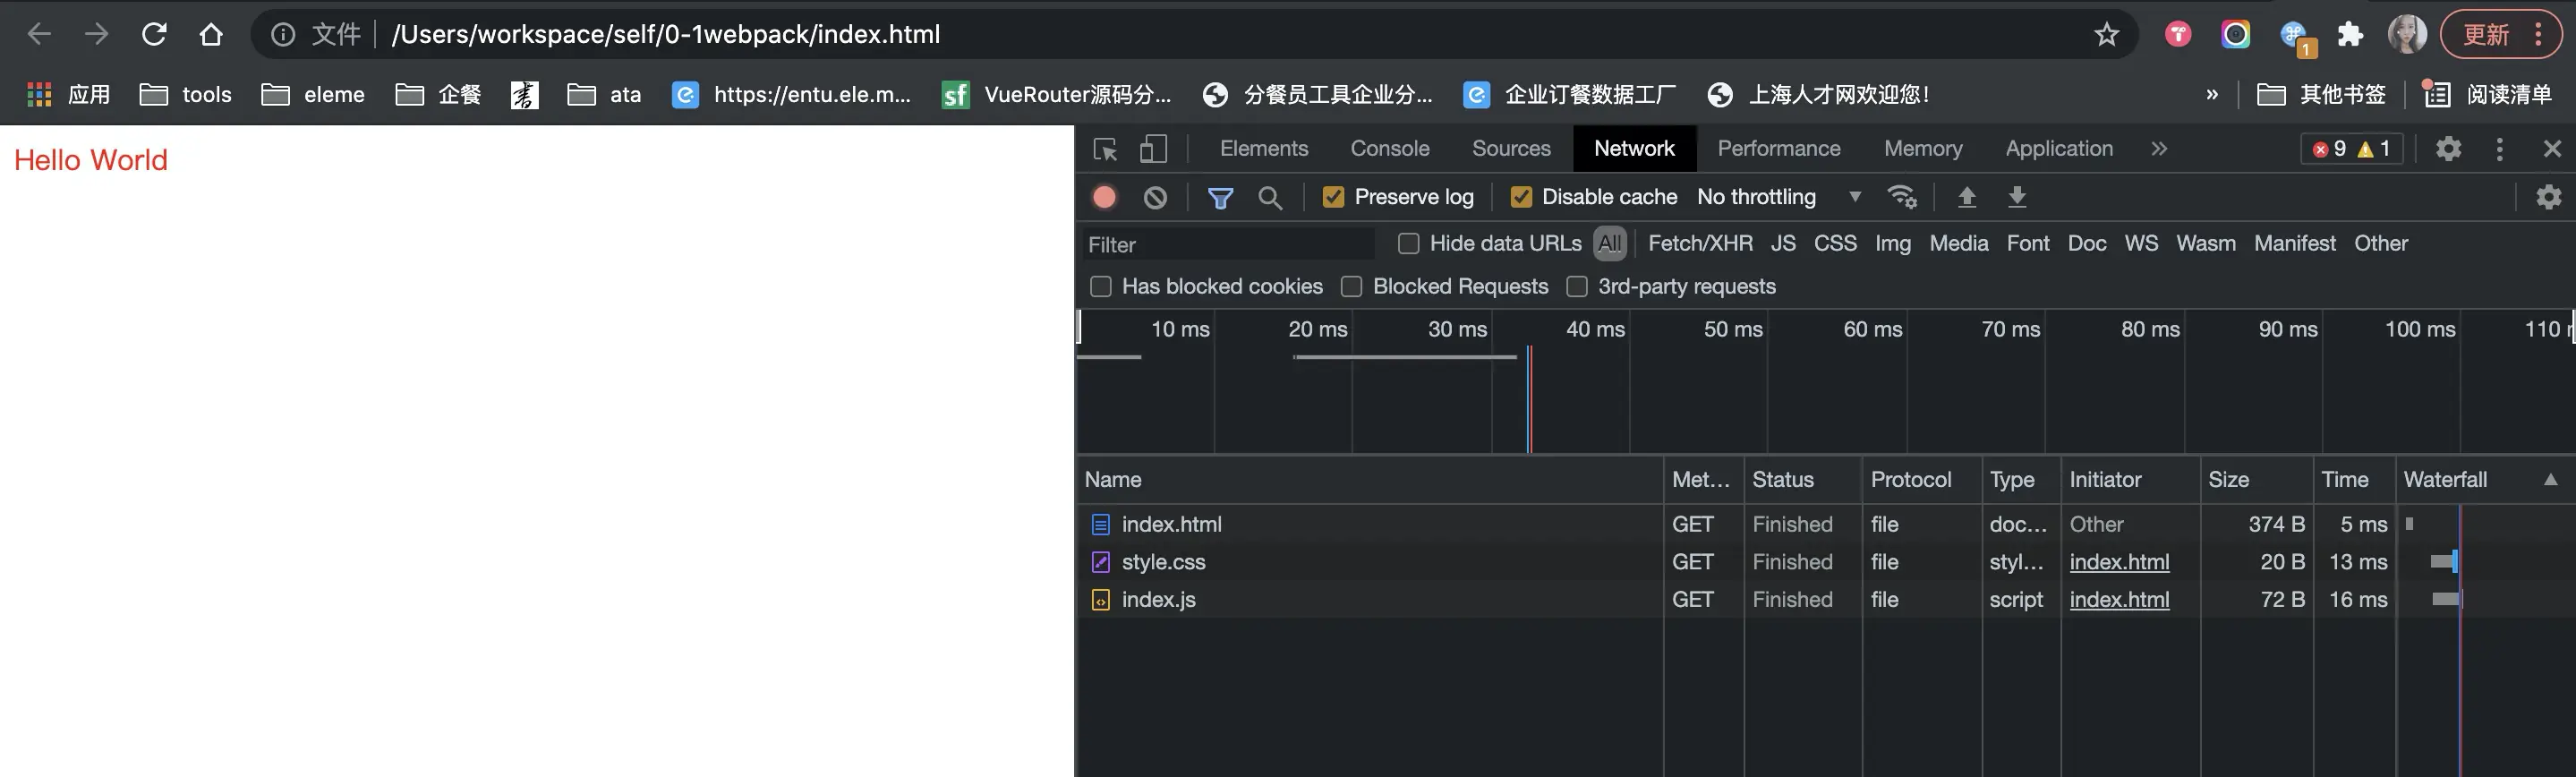 文件 /Users/workspace/self/0-1webpack/index.html 1 更新
应用 tools eleme 企餐 書 ata https://entu.ele.m... sf VueRouter源码分... 分餐员工具企业分... 企业订餐数据工厂 上海人才网欢迎您! » 其他书签 阅读清单
Hello World
Elements Console Sources Network Performance Memory Application 9 1
Preserve log Disable cache No throttling
Filter Hide data URLs All Fetch/XHR JS CSS Img Media Font Doc WS Wasm Manifest Other
Has blocked cookies Blocked Requests 3rd-party requests
10 ms 20 ms 30 ms 40 ms 50 ms 60 ms 70 ms 80 ms 90 ms 100 ms 110
Name Met... Status Protocol Type Initiator Size Time Waterfall
index.html GET Finished file doc... Other 374 B 5 ms
style.css GET Finished file styl... index.html 20 B 13 ms
index.js GET Finished file script index.html 72 B 16 ms